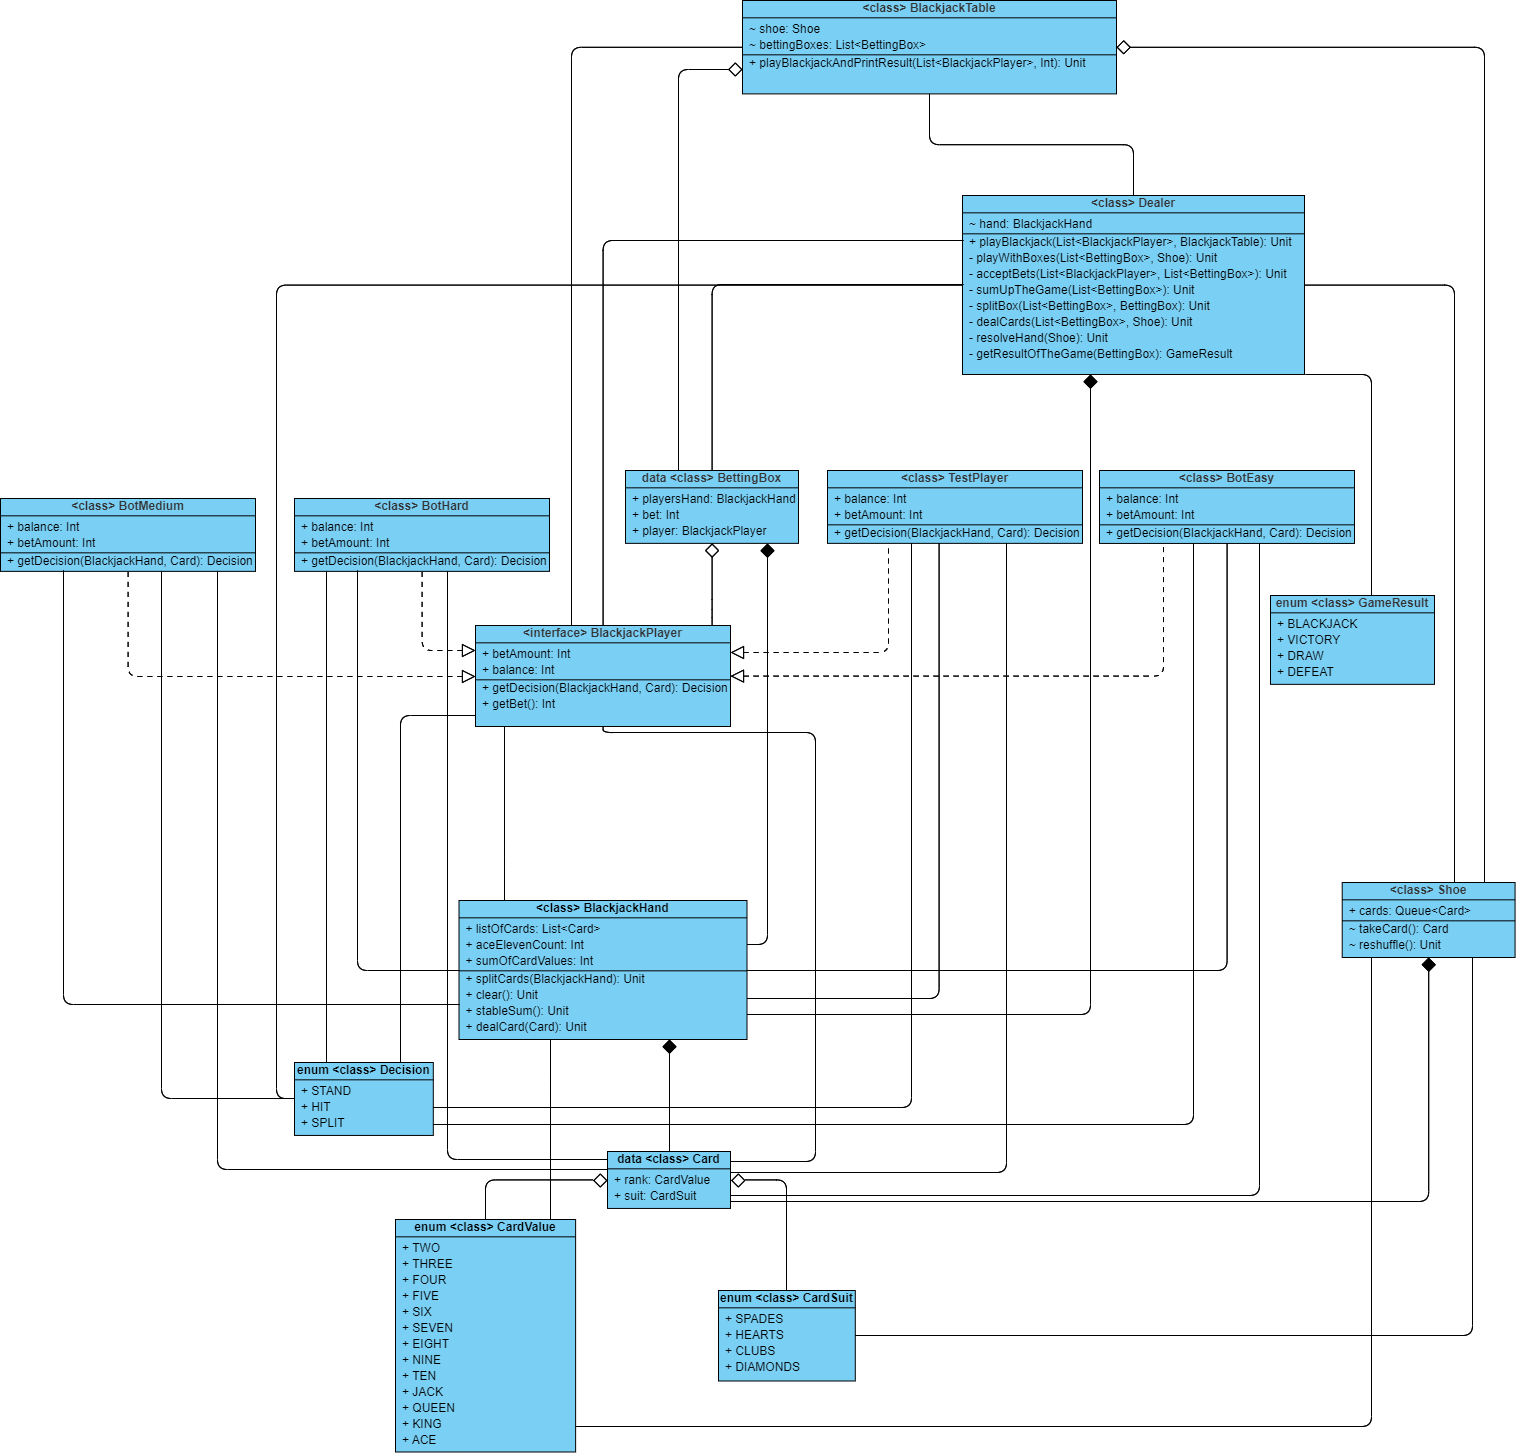 <class> BlackjackTable
~ shoe: Shoe
~ bettingBoxes: List<BettingBox>
+ playBlackjackAndPrintResult(List<BlackjackPlayer>, Int): Unit
<class> Dealer
~ hand: BlackjackHand
+ playBlackjack(List<BlackjackPlayer>, BlackjackTable): Unit
- playWithBoxes(List<BettingBox>, Shoe): Unit
- acceptBets(List<BlackjackPlayer>, List<BettingBox>): Unit
- sumUpTheGame(List<BettingBox>): Unit
- splitBox(List<BettingBox>, BettingBox): Unit
- dealCards(List<BettingBox>, Shoe): Unit
- resolveHand(Shoe): Unit
- getResultOfTheGame(BettingBox): GameResult
<class> BotMedium
+ balance: Int
+ betAmount: Int
+ getDecision(BlackjackHand, Card): Decision
<class> BotHard
+ balance: Int
+ betAmount: Int
+ getDecision(BlackjackHand, Card): Decision
data <class> BettingBox
+ playersHand: BlackjackHand
+ bet: Int
+ player: BlackjackPlayer
<class> TestPlayer
+ balance: Int
+ betAmount: Int
+ getDecision(BlackjackHand, Card): Decision
<class> BotEasy
+ balance: Int
+ betAmount: Int
+ getDecision(BlackjackHand, Card): Decision
enum <class> GameResult
+ BLACKJACK
+ VICTORY
+ DRAW
+ DEFEAT
<interface> BlackjackPlayer
+ betAmount: Int
+ balance: Int
+ getDecision(BlackjackHand, Card): Decision
+ getBet(): Int
<class> BlackjackHand
+ listOfCards: List<Card>
+ aceElevenCount: Int
+ sumOfCardValues: Int
+ splitCards(BlackjackHand): Unit
+ clear(): Unit
+ stableSum(): Unit
+ dealCard(Card): Unit
<class> Shoe
+ cards: Queue<Card>
~ takeCard(): Card
~ reshuffle(): Unit
enum <class> Decision
+ STAND
+ HIT
+ SPLIT
data <class> Card
+ rank: CardValue
+ suit: CardSuit
enum <class> CardValue
+ TWO
+ THREE
+ FOUR
+ FIVE
+ SIX
+ SEVEN
+ EIGHT
+ NINE
+ TEN
+ JACK
+ QUEEN
+ KING
+ ACE
enum <class> CardSuit
+ SPADES
+ HEARTS
+ CLUBS
+ DIAMONDS